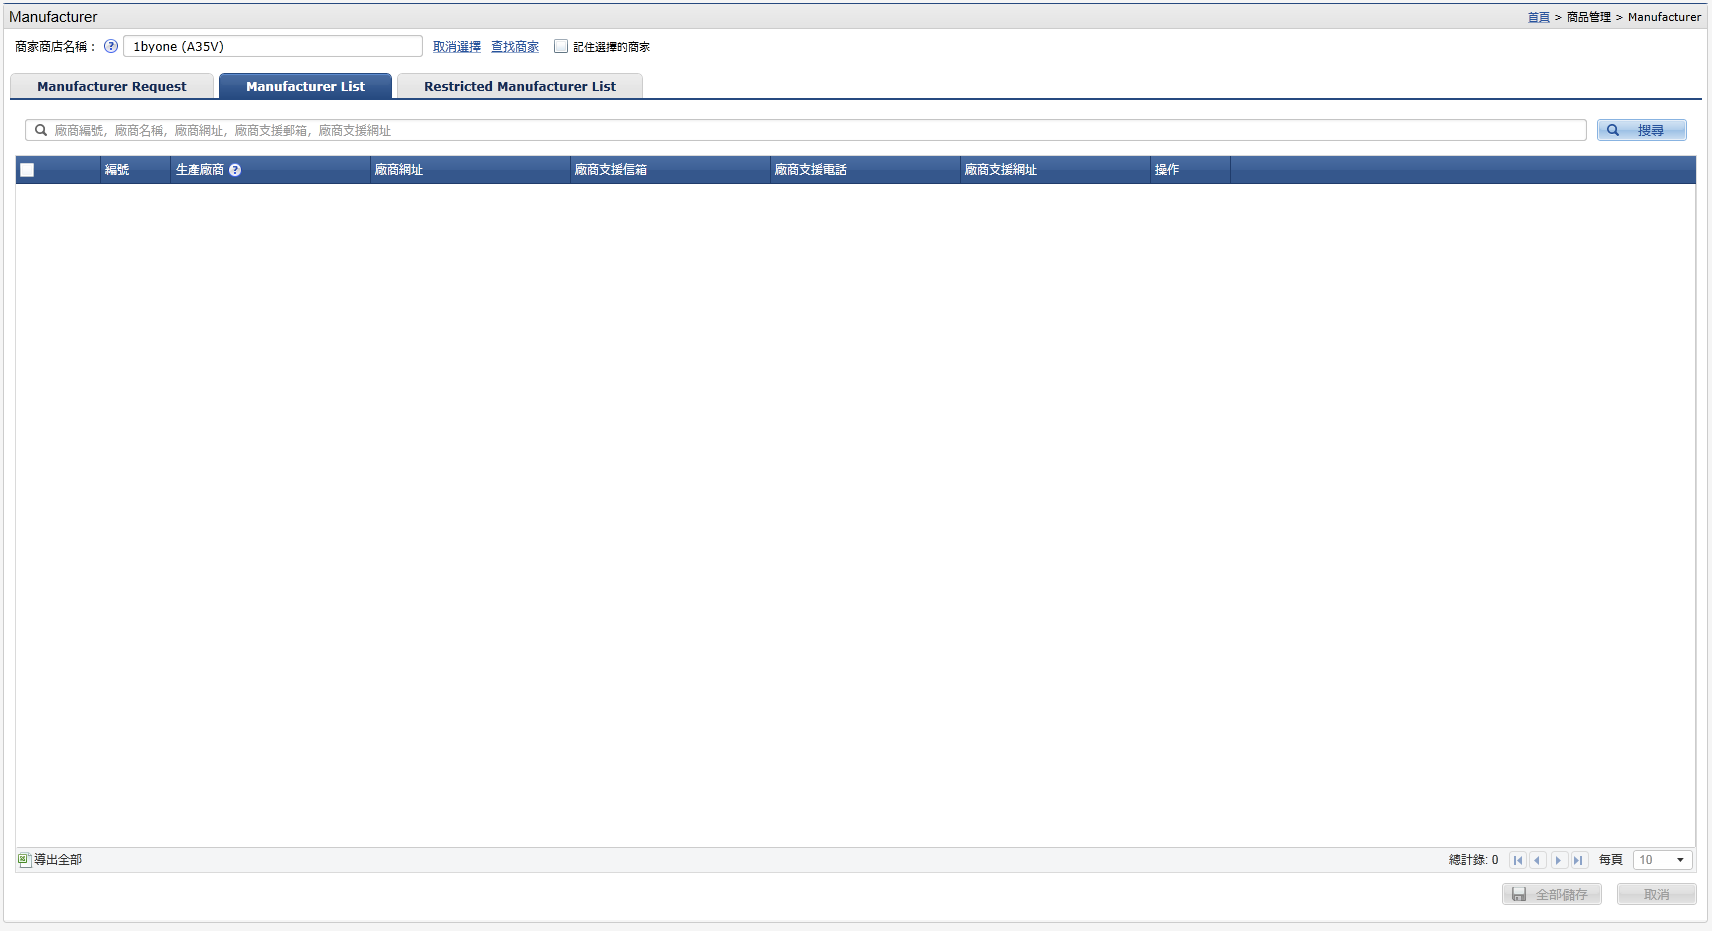 Manufacturer
首頁 > 商品管理 > Manufacturer
商家商店名稱： ? 1byone (A35V) 取消選擇 查找商家 記住選擇的商家
Manufacturer Request Manufacturer List Restricted Manufacturer List
廠商編號，廠商名稱，廠商網址，廠商支援郵箱，廠商支援網址 搜尋
編號 生產廠商 ? 廠商網址 廠商支援信箱 廠商支援電話 廠商支援網址 操作
導出全部 總計錄: 0 每頁 10
全部儲存 取消